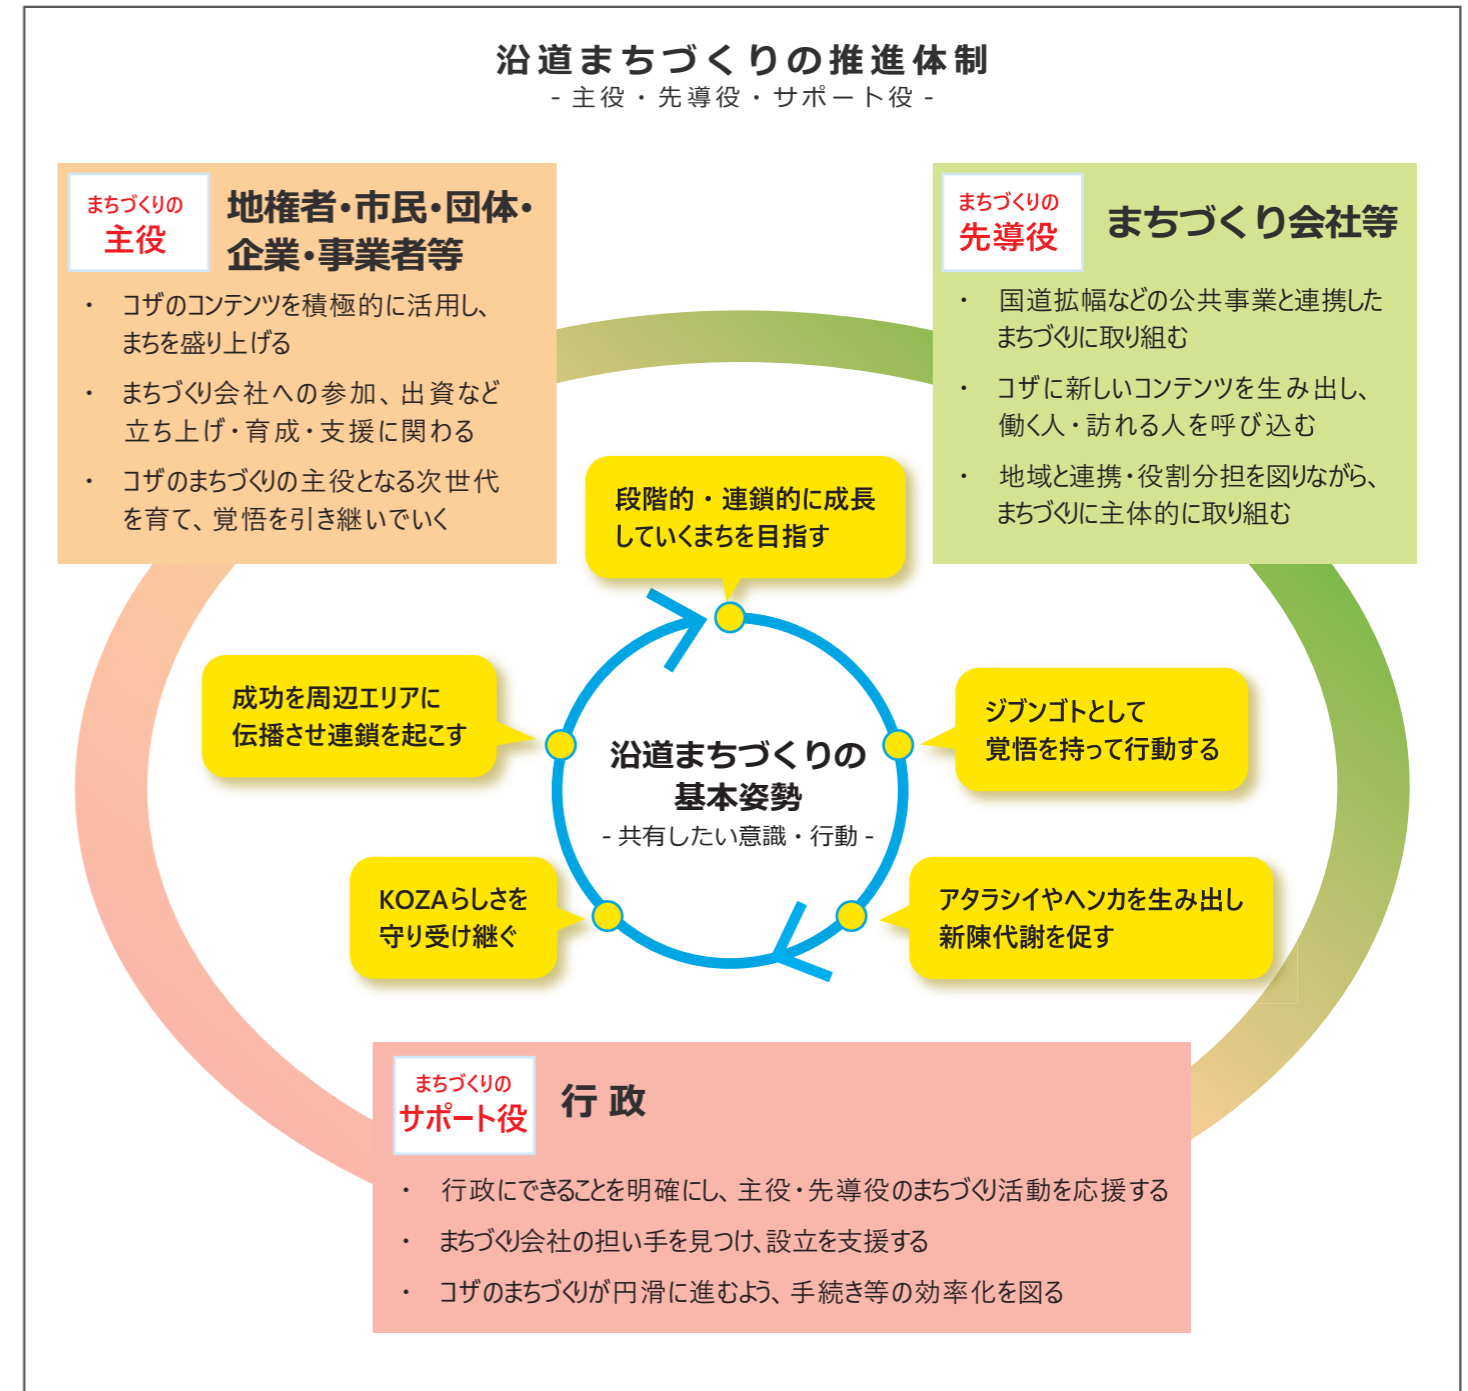 沿道まちづくりの推進体制
- 主役・先導役・サポート役 -
まちづくりの
主役
地権者・市民・団体・
企業・事業者等
・ コザのコンテンツを積極的に活用し、
まちを盛り上げる
・ まちづくり会社への参加、出資など
立ち上げ・育成・支援に関わる
・ コザのまちづくりの主役となる次世代
を育て、覚悟を引き継いでいく
まちづくりの
先導役
まちづくり会社等
・ 国道拡幅などの公共事業と連携した
まちづくりに取り組む
・ コザに新しいコンテンツを生み出し、
働く人・訪れる人を呼び込む
・ 地域と連携・役割分担を図りながら、
まちづくりに主体的に取り組む
段階的・連鎖的に成長
していくまちを目指す
成功を周辺エリアに
伝播させ連鎖を起こす
ジブンゴトとして
覚悟を持って行動する
沿道まちづくりの
基本姿勢
- 共有したい意識・行動 -
KOZAらしさを
守り受け継ぐ
アタラシイやヘンカを生み出し
新陳代謝を促す
まちづくりの
サポート役
行政
・ 行政にできることを明確にし、主役・先導役のまちづくり活動を応援する
・ まちづくり会社の担い手を見つけ、設立を支援する
・ コザのまちづくりが円滑に進むよう、手続き等の効率化を図る